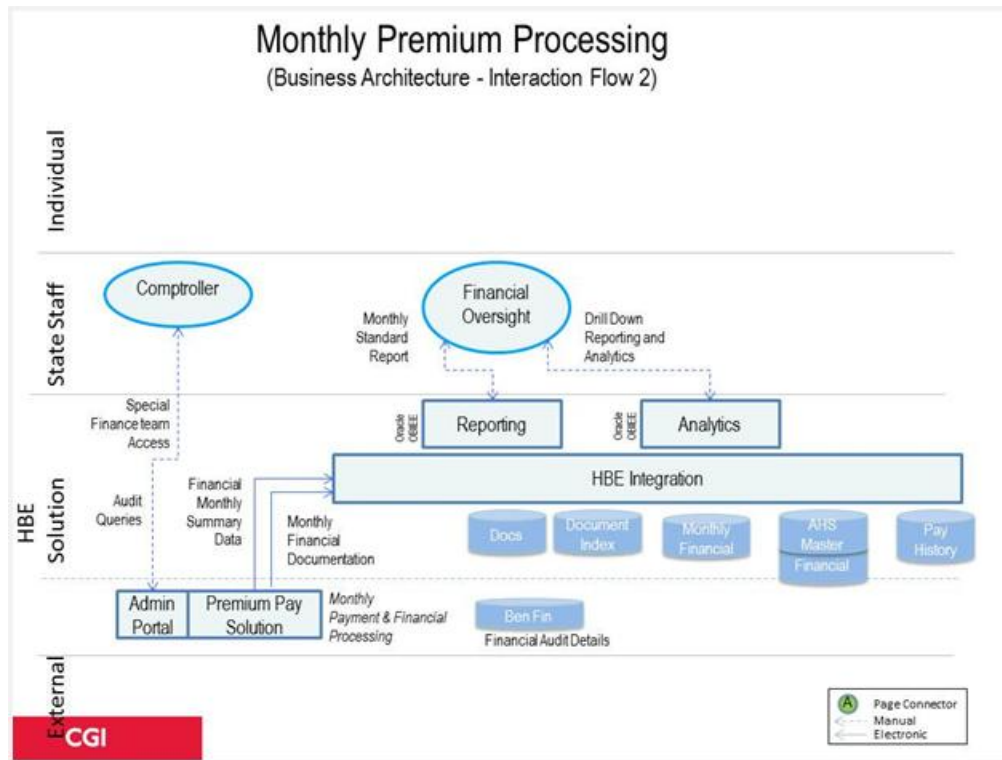 Monthly Premium Processing
(Business Architecture - Interaction Flow 2)
Individual
State Staff
Comptroller
Financial
Oversight
Monthly
Standard
Report
Drill Down
Reporting and
Analytics
HBE
Solution
Special
Finance team
Access
Oracle
OBIEE
Reporting
Oracle
OBIEE
Analytics
HBE Integration
Audit
Queries
Financial
Monthly
Summary
Data
Monthly
Financial
Documentation
Docs
Document
Index
Monthly
Financial
AHS
Master
Financial
Pay
History
Admin
Portal
Premium Pay
Solution
Monthly
Payment & Financial
Processing
Ben Fin
Financial Audit Details
External
CGI
A
Page Connector
Manual
Electronic